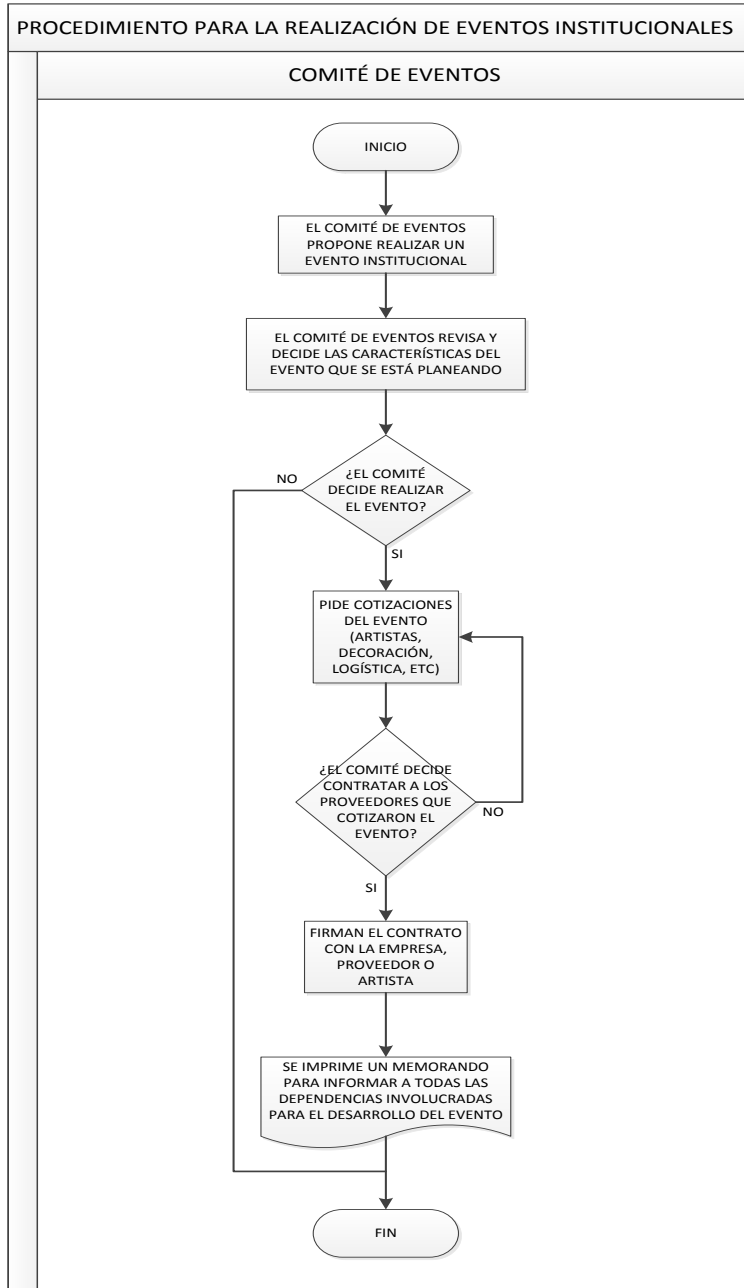 PROCEDIMIENTO PARA LA REALIZACIÓN DE EVENTOS INSTITUCIONALES
COMITÉ DE EVENTOS
INICIO
EL COMITÉ DE EVENTOS
PROPONE REALIZAR UN
EVENTO INSTITUCIONAL
EL COMITÉ DE EVENTOS REVISA Y
DECIDE LAS CARACTERÍSTICAS DEL
EVENTO QUE SE ESTÁ PLANEANDO
¿EL COMITÉ
DECIDE REALIZAR
EL EVENTO?
NO
SI
PIDE COTIZACIONES
DEL EVENTO
(ARTISTAS,
DECORACIÓN,
LOGÍSTICA, ETC)
¿EL COMITÉ DECIDE
CONTRATAR A LOS
PROVEEDORES QUE
COTIZARON EL
EVENTO?
NO
SI
FIRMAN EL CONTRATO
CON LA EMPRESA,
PROVEEDOR O
ARTISTA
SE IMPRIME UN MEMORANDO
PARA INFORMAR A TODAS LAS
DEPENDENCIAS INVOLUCRADAS
PARA EL DESARROLLO DEL EVENTO
FIN